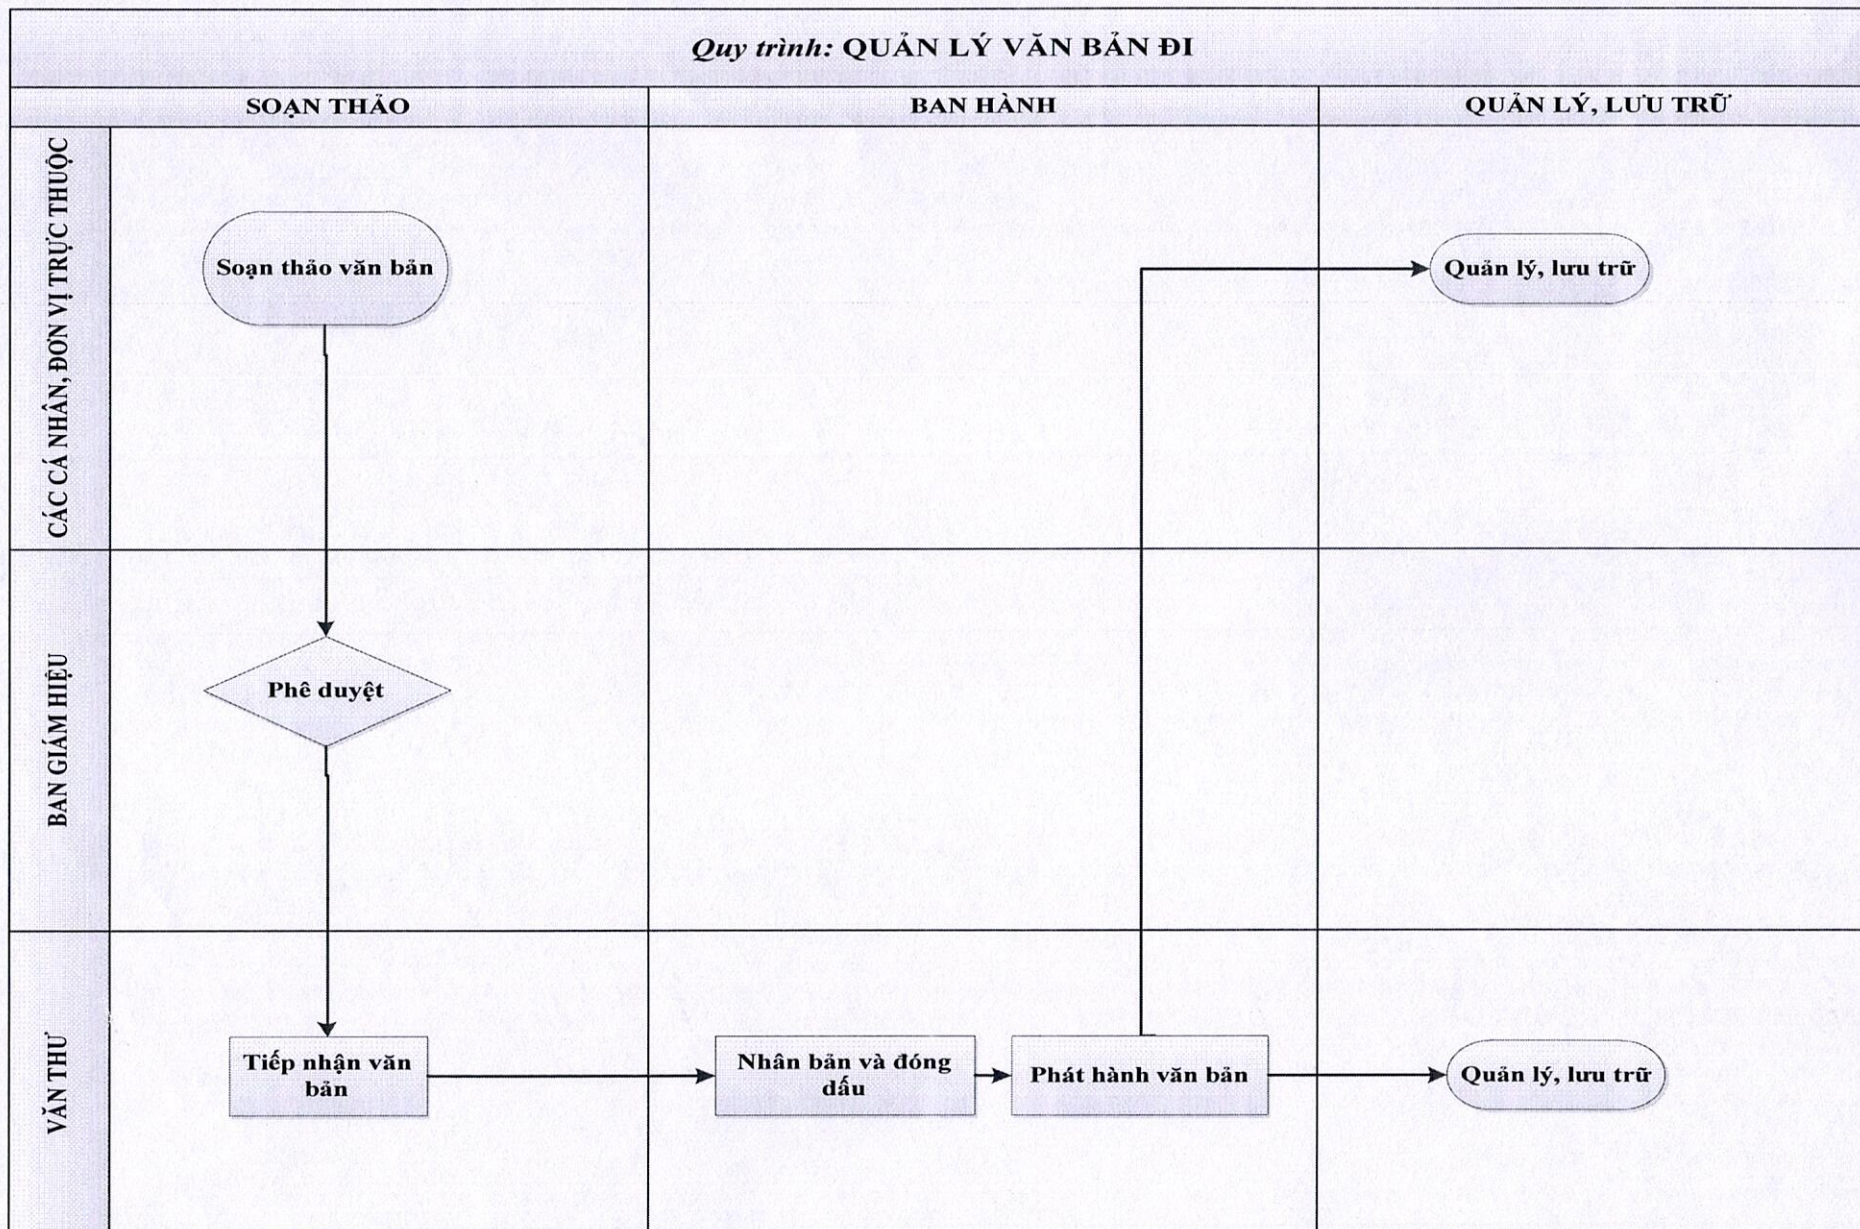 Quy trình: QUẢN LÝ VĂN BẢN ĐI
SOẠN THẢO
BAN HÀNH
QUẢN LÝ, LƯU TRỮ
CÁC CÁ NHÂN, ĐƠN VỊ TRỰC THUỘC
Soạn thảo văn bản
Quản lý, lưu trữ
BAN GIÁM HIỆU
Phê duyệt
VĂN THƯ
Tiếp nhận văn
bản
Nhân bản và đóng
dấu
Phát hành văn bản
Quản lý, lưu trữ